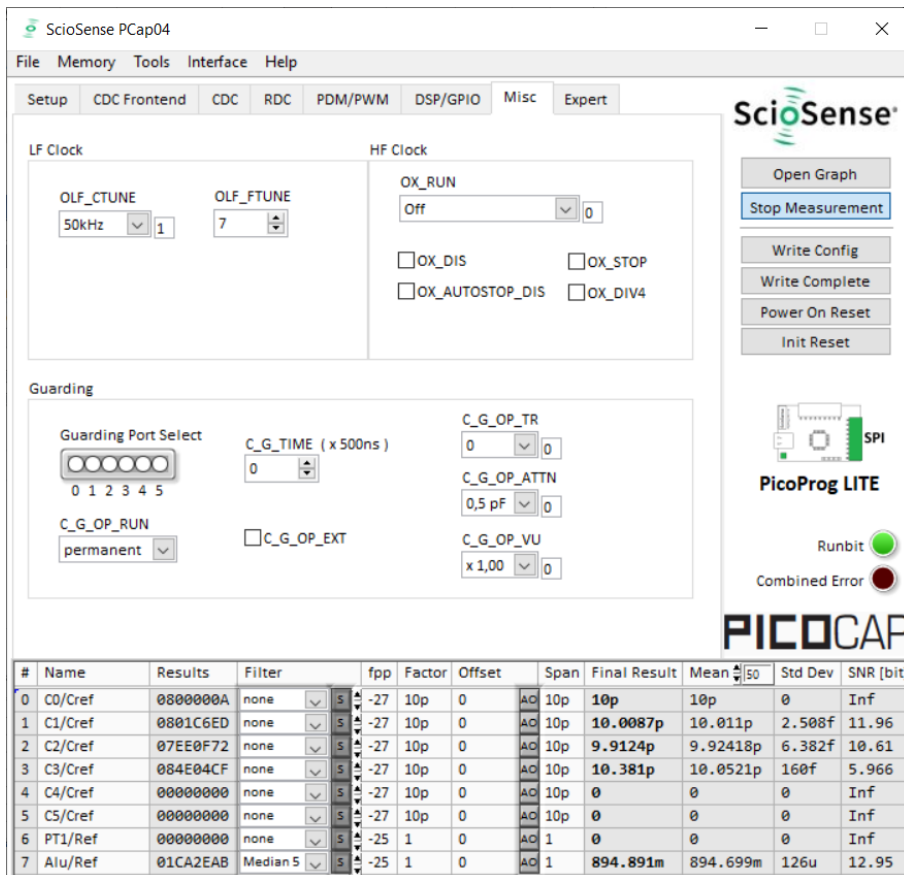 ScioSense PCap04
File Memory Tools Interface Help
Setup CDC Frontend CDC RDC PDM/PWM DSP/GPIO Misc Expert
ScioSense
LF Clock
HF Clock
OLF_CTUNE
50kHz 1
OLF_FTUNE
7
OX_RUN
Off 0
OX_DIS
OX_STOP
OX_AUTOSTOP_DIS
OX_DIV4
Open Graph
Stop Measurement
Write Config
Write Complete
Power On Reset
Init Reset
Guarding
Guarding Port Select
0 1 2 3 4 5
C_G_OP_RUN
permanent
C_G_TIME ( x 500ns )
0
C_G_OP_EXT
C_G_OP_TR
0 0
C_G_OP_ATTN
0,5 pF 0
C_G_OP_VU
x 1,00 0
SPI
PicoProg LITE
Runbit
Combined Error
PICOCAP
# Name Results Filter fpp Factor Offset Span Final Result Mean 50 Std Dev SNR [bit
0 C0/Cref 0800000A none S -27 10p 0 AO 10p 10p 10p 0 Inf
1 C1/Cref 0801C6ED none S -27 10p 0 AO 10p 10.0087p 10.011p 2.508f 11.96
2 C2/Cref 07EE0F72 none S -27 10p 0 AO 10p 9.9124p 9.92418p 6.382f 10.61
3 C3/Cref 084E04CF none S -27 10p 0 AO 10p 10.381p 10.0521p 160f 5.966
4 C4/Cref 00000000 none S -27 10p 0 AO 10p 0 0 0 Inf
5 C5/Cref 00000000 none S -27 10p 0 AO 10p 0 0 0 Inf
6 PT1/Ref 00000000 none S -25 1 0 AO 1 0 0 0 Inf
7 Alu/Ref 01CA2EAB Median 5 S -25 1 0 AO 1 894.891m 894.699m 126u 12.95